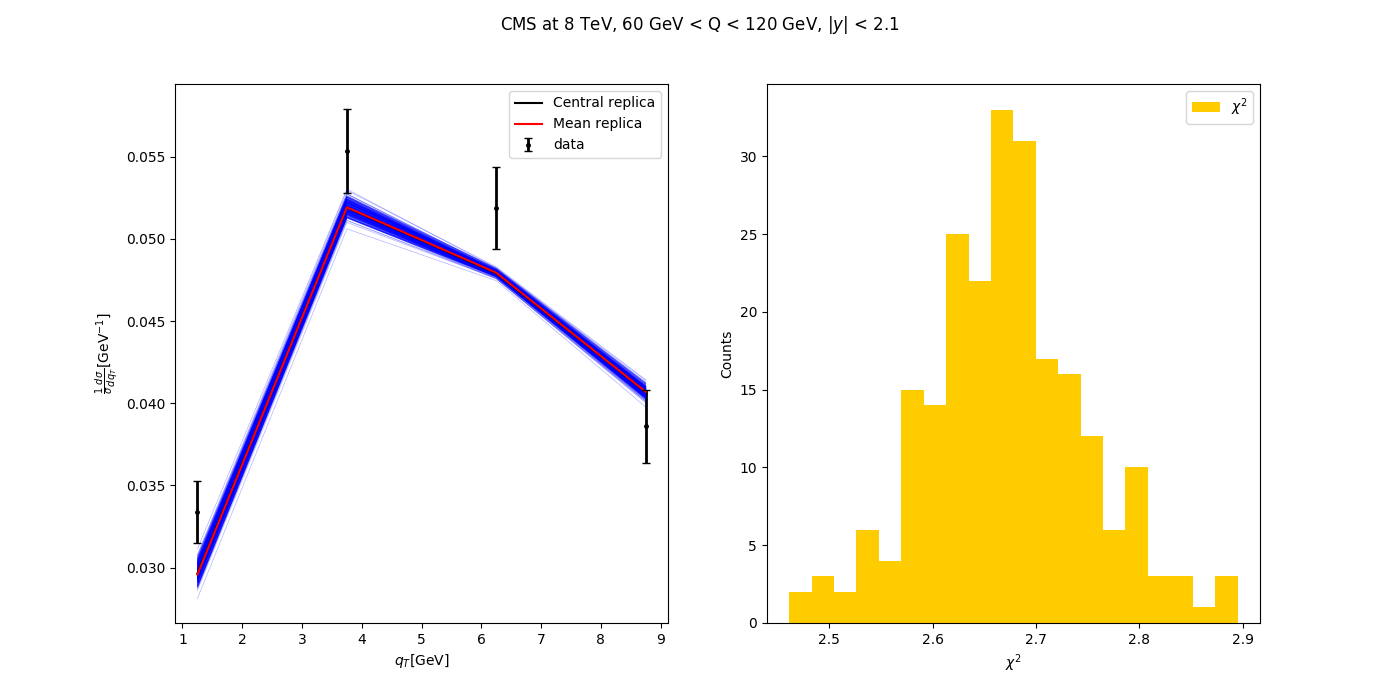 CMS at 8 TeV, 60 GeV < Q < 120 GeV, |y| < 2.1
Central replica
Mean replica
data
0.055
0.050
0.045
0.040
0.035
0.030
1/σ dσ/dq_T [GeV⁻¹]
1 2 3 4 5 6 7 8 9
q_T[GeV]
χ²
30
25
20
15
10
5
0
Counts
2.5 2.6 2.7 2.8 2.9
χ²